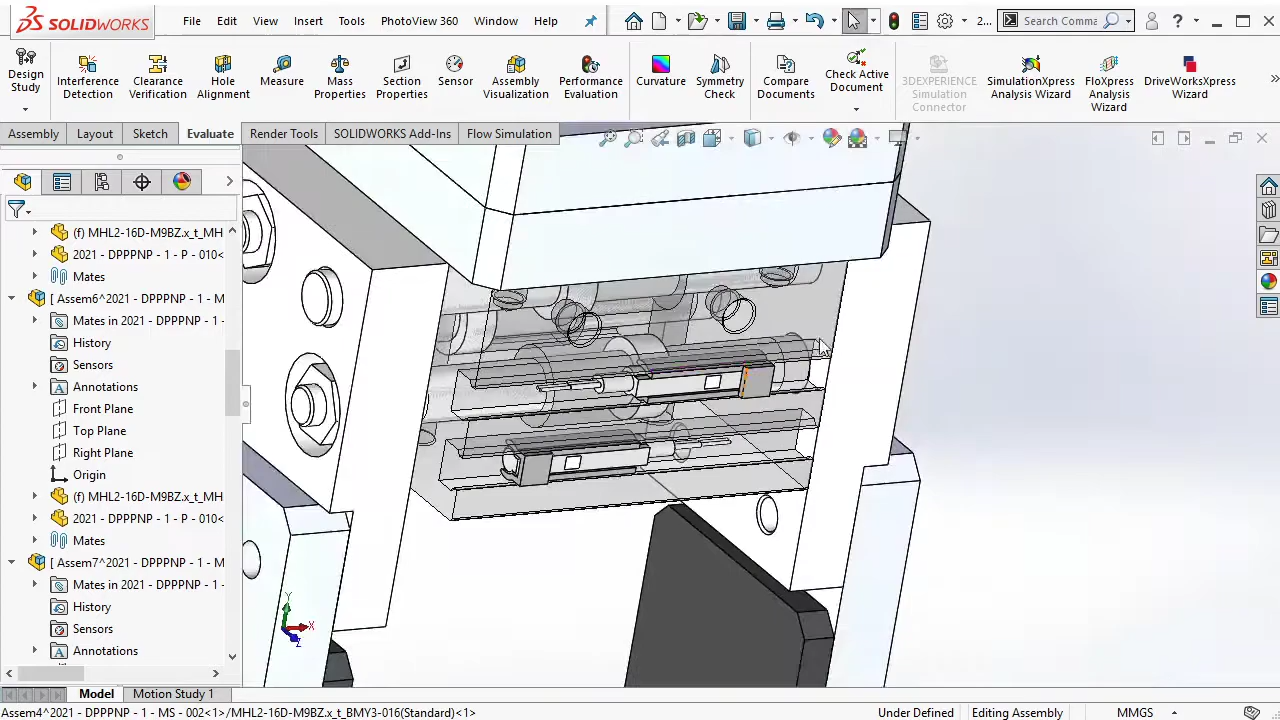 SOLIDWORKS
File Edit View Insert Tools PhotoView 360 Window Help
2...
Search Comma
?
Design Study
Interference Detection
Clearance Verification
Hole Alignment
Measure
Mass Properties
Section Properties
Sensor
Assembly Visualization
Performance Evaluation
Curvature
Symmetry Check
Compare Documents
Check Active Document
3DEXPERIENCE Simulation Connector
SimulationXpress Analysis Wizard
FloXpress Analysis Wizard
DriveWorksXpress Wizard
Assembly Layout Sketch Evaluate Render Tools SOLIDWORKS Add-Ins Flow Simulation
(f) MHL2-16D-M9BZ.x_t_MH
2021 - DPPPNP - 1 - P - 010<
Mates
[ Assem6^2021 - DPPPNP - 1 - M
Mates in 2021 - DPPPNP - 1 -
History
Sensors
Annotations
Front Plane
Top Plane
Right Plane
Origin
(f) MHL2-16D-M9BZ.x_t_MH
2021 - DPPPNP - 1 - P - 010<
Mates
[ Assem7^2021 - DPPPNP - 1 - M
Mates in 2021 - DPPPNP - 1 -
History
Sensors
Annotations
Y
X
Z
Model Motion Study 1
Assem4^2021 - DPPPNP - 1 - MS - 002<1>/MHL2-16D-M9BZ.x_t_BMY3-016(Standard)<1>
Under Defined Editing Assembly MMGS